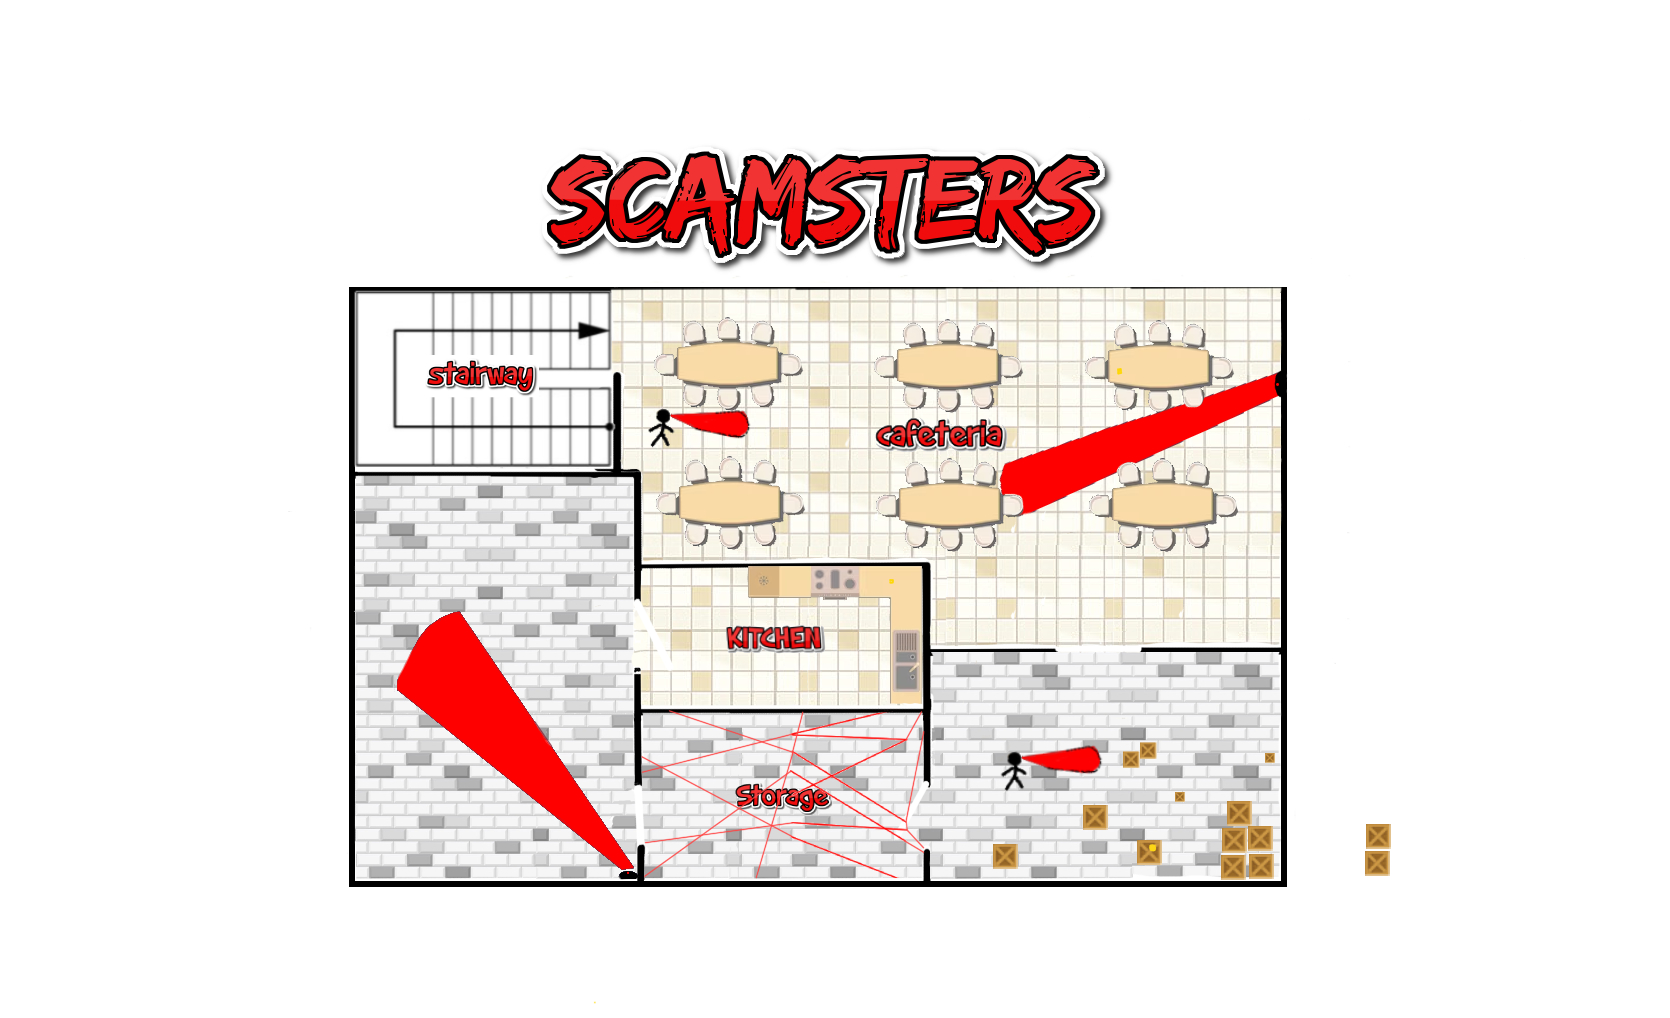 SCAMSTERS
stairway
cafeteria
KITCHEN
Storage